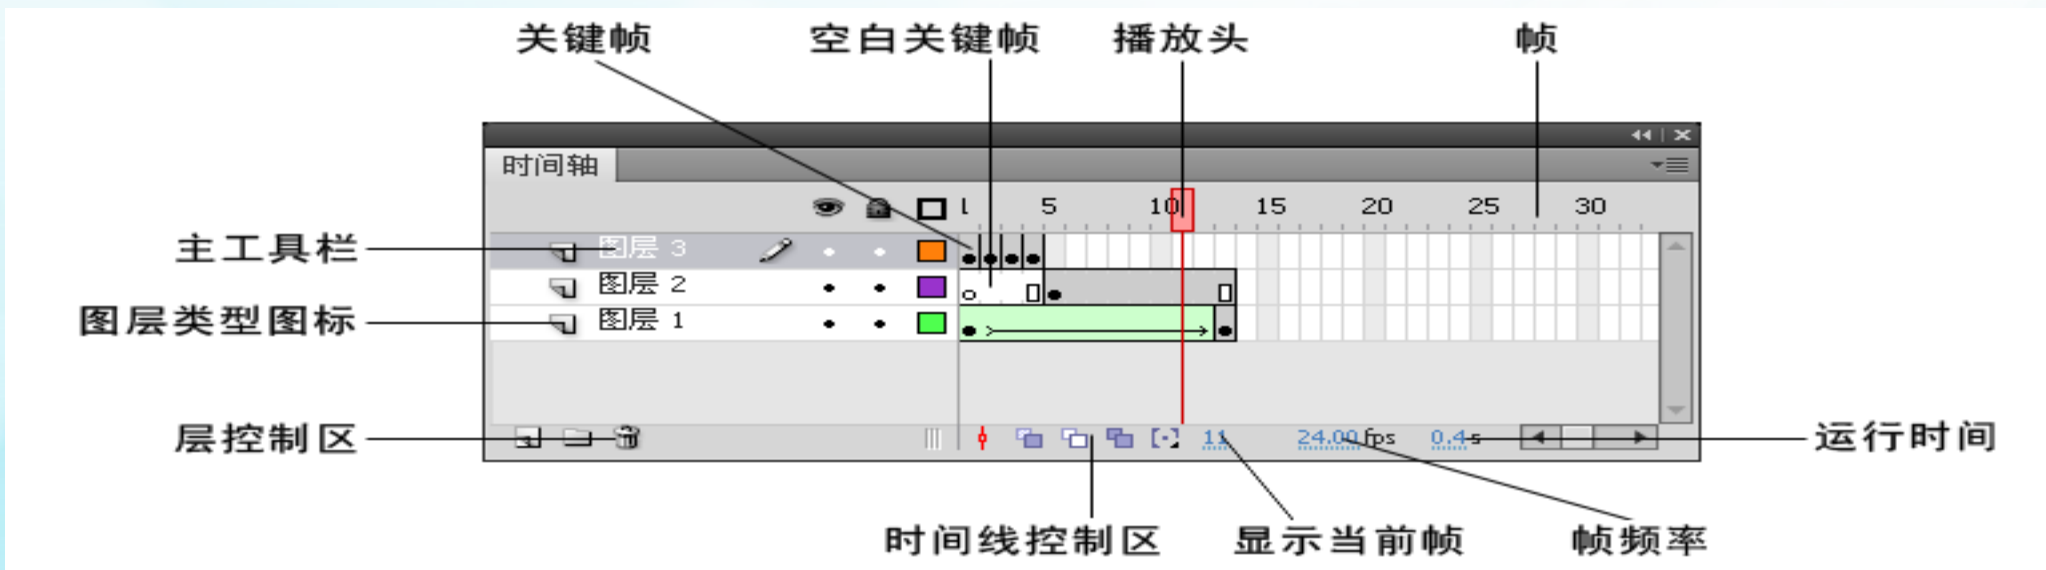 关键帧 空白关键帧 播放头 帧
时间轴
1 5 10 15 20 25 30
主工具栏 图层 3
图层 2
图层类型图标 图层 1
层控制区 11 24.00 fps 0.4 s 运行时间
时间线控制区 显示当前帧 帧频率